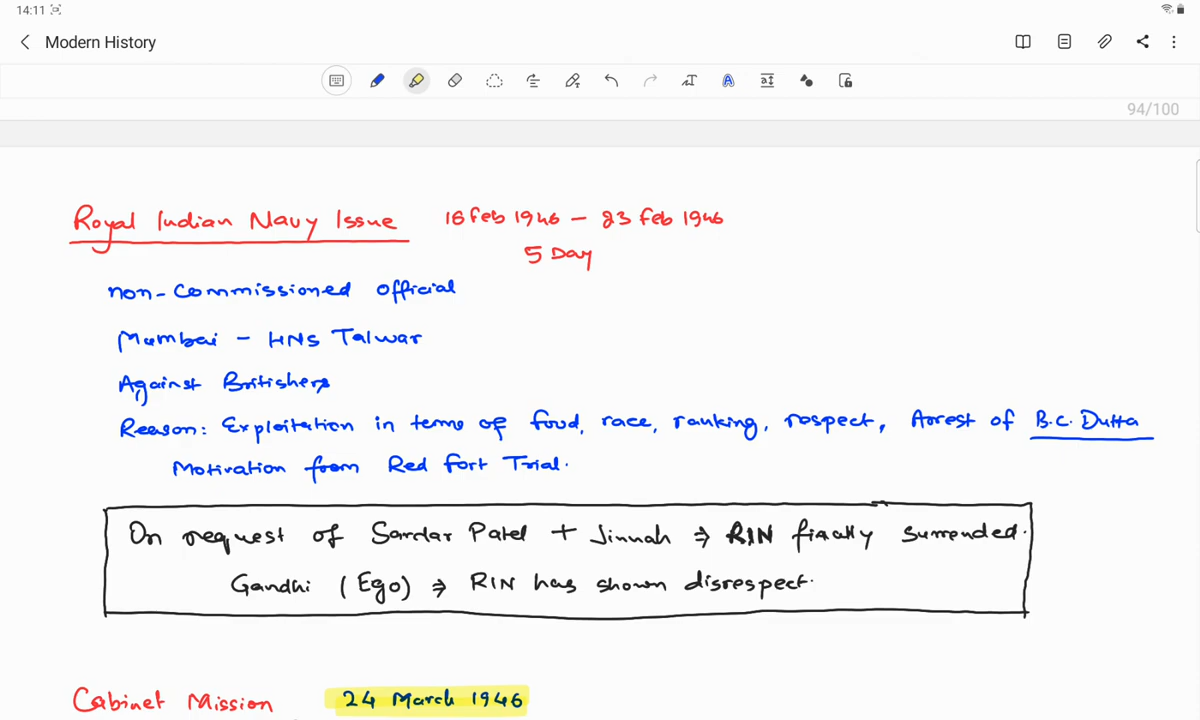 14:11
Modern History
94/100
Royal Indian Navy Issue 18 Feb 1946 – 23 Feb 1946
5 Day
non-commissioned official
Mumbai – HNS Talwar
Against Britishers
Reason: Exploitation in terms of food, race, ranking, respect, Arrest of B.C. Dutta
Motivation from Red Fort Trial.
On request of Sardar Patel + Jinnah ⇒ RIN finally surrended.
Gandhi (Ego) ⇒ RIN has shown disrespect.
Cabinet Mission 24 March 1946